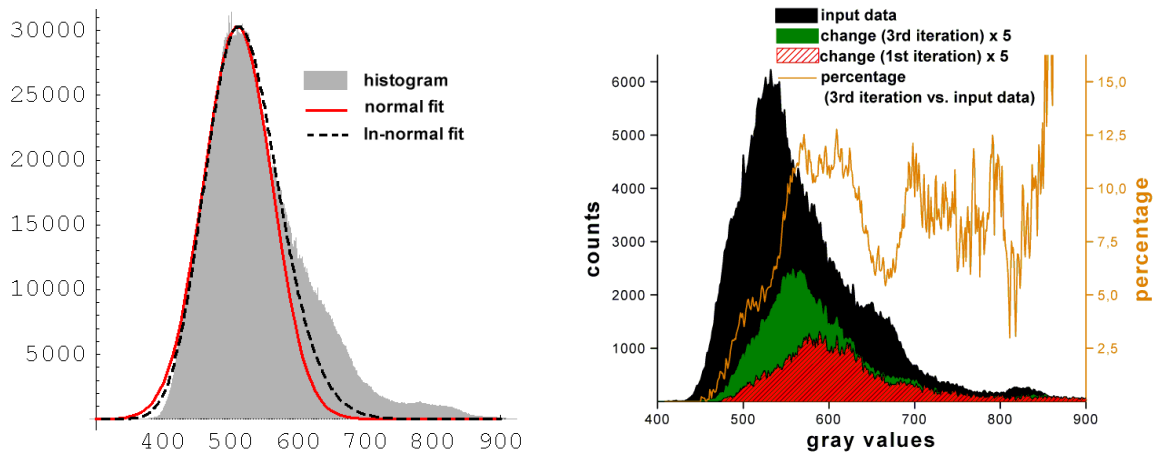 30000
25000
20000
15000
10000
5000
400 500 600 700 800 900
histogram
normal fit
ln-normal fit
input data
change (3rd iteration) x 5
change (1st iteration) x 5
percentage
(3rd iteration vs. input data)
counts
6000
5000
4000
3000
2000
1000
400 500 600 700 800 900
gray values
15,0
12,5
10,0
7,5
5,0
2,5
percentage